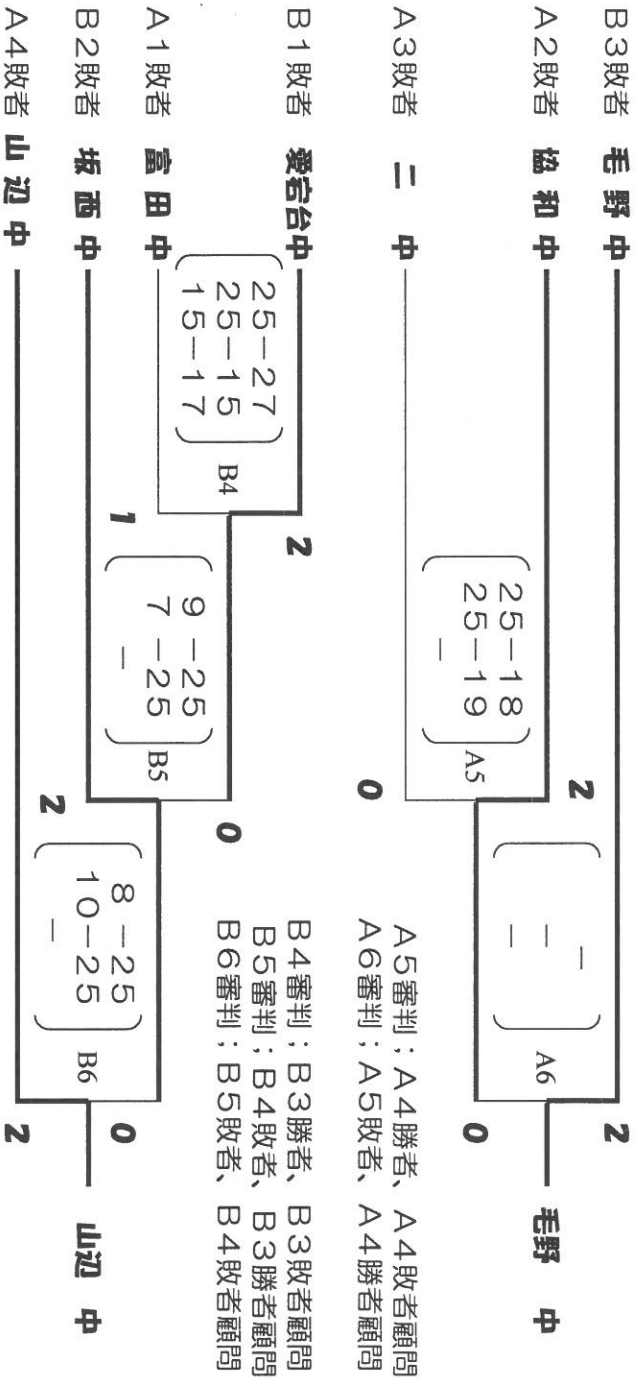 B3敗者 毛野 中
A2敗者 協和 中
A3敗者 二 中
B1敗者 愛宕台中
A1敗者 富田 中
B2敗者 坂西 中
A4敗者 山辺 中
25-27
25-15
15-17
B4
2
1
25-18
25-19
-
A5
2
0
9-25
7-25
-
B5
0
2
-
-
-
A6
2
0
毛野 中
8-25
10-25
-
B6
0
2
山辺 中
A5審判;A4勝者、A4敗者顧問
A6審判;A5敗者、A4勝者顧問
B4審判;B3勝者、B3敗者顧問
B5審判;B4敗者、B3勝者顧問
B6審判;B5敗者、B4敗者顧問